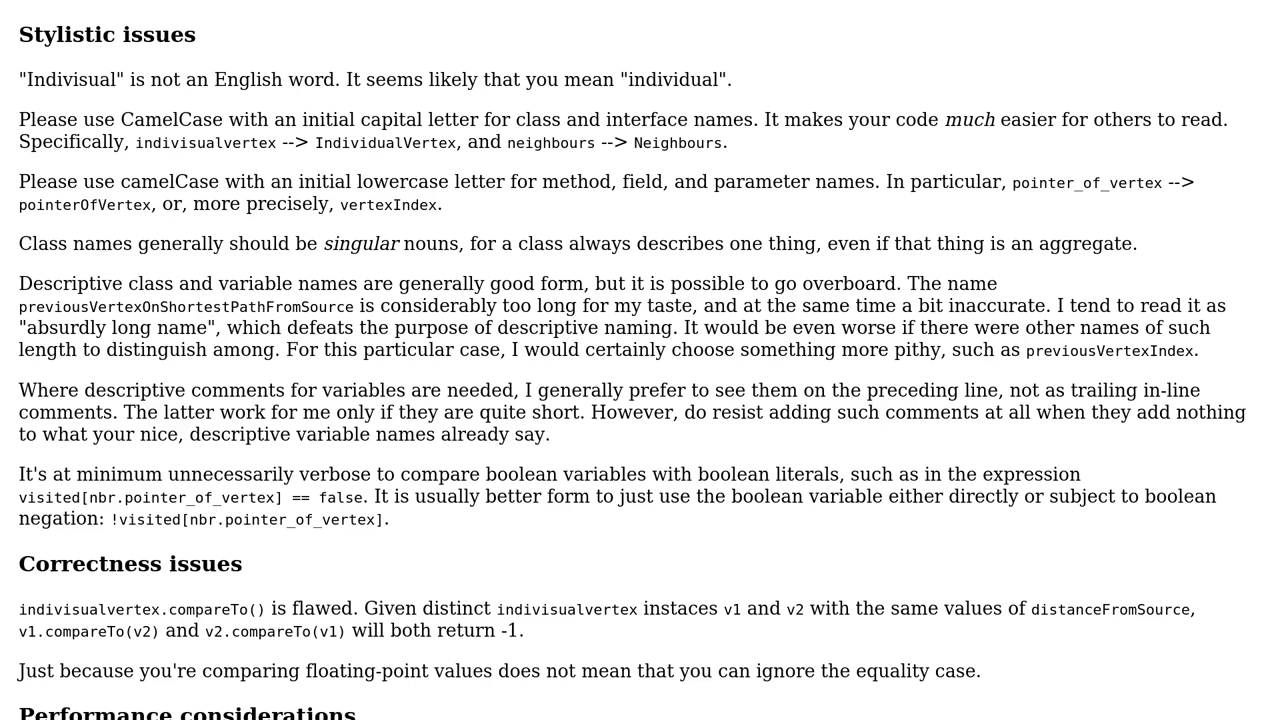 Stylistic issues
"Indivisual" is not an English word. It seems likely that you mean "individual".
Please use CamelCase with an initial capital letter for class and interface names. It makes your code much easier for others to read.
Specifically, indivisualvertex --> IndividualVertex, and neighbours --> Neighbours.
Please use camelCase with an initial lowercase letter for method, field, and parameter names. In particular, pointer_of_vertex -->
pointerOfVertex, or, more precisely, vertexIndex.
Class names generally should be singular nouns, for a class always describes one thing, even if that thing is an aggregate.
Descriptive class and variable names are generally good form, but it is possible to go overboard. The name
previousVertexOnShortestPathFromSource is considerably too long for my taste, and at the same time a bit inaccurate. I tend to read it as
"absurdly long name", which defeats the purpose of descriptive naming. It would be even worse if there were other names of such
length to distinguish among. For this particular case, I would certainly choose something more pithy, such as previousVertexIndex.
Where descriptive comments for variables are needed, I generally prefer to see them on the preceding line, not as trailing in-line
comments. The latter work for me only if they are quite short. However, do resist adding such comments at all when they add nothing
to what your nice, descriptive variable names already say.
It's at minimum unnecessarily verbose to compare boolean variables with boolean literals, such as in the expression
visited[nbr.pointer_of_vertex] == false. It is usually better form to just use the boolean variable either directly or subject to boolean
negation: !visited[nbr.pointer_of_vertex].
Correctness issues
indivisualvertex.compareTo() is flawed. Given distinct indivisualvertex instaces v1 and v2 with the same values of distanceFromSource,
v1.compareTo(v2) and v2.compareTo(v1) will both return -1.
Just because you're comparing floating-point values does not mean that you can ignore the equality case.
Performance considerations